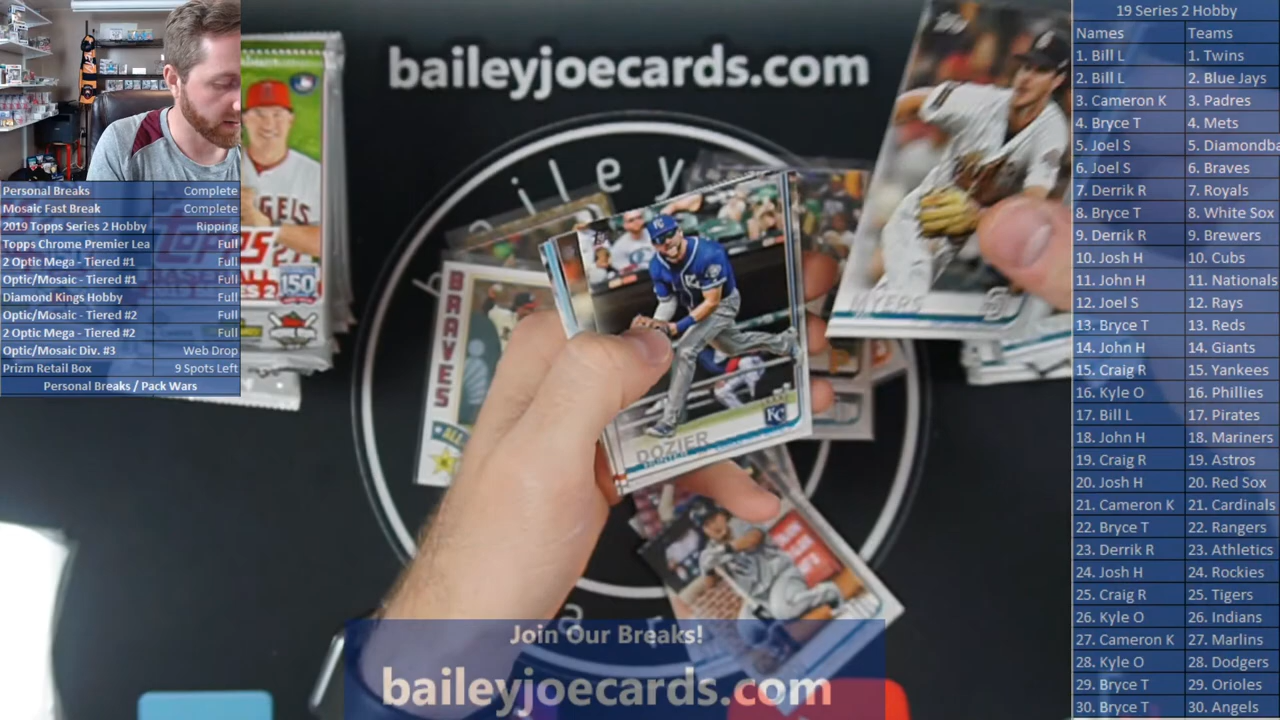 Personal Breaks Complete
Mosaic Fast Break Complete
2019 Topps Series 2 Hobby Ripping
Topps Chrome Premier Lea Full
2 Optic Mega - Tiered #1 Full
Optic/Mosaic - Tiered #1 Full
Diamond Kings Hobby Full
Optic/Mosaic - Tiered #2 Full
2 Optic Mega - Tiered #2 Full
Optic/Mosaic Div. #3 Web Drop
Prizm Retail Box 9 Spots Left
Personal Breaks / Pack Wars
baileyjoecards.com
iley
BRAVES
MYERS
DOZIER
KC
150
Join Our Breaks!
baileyjoecards.com
19 Series 2 Hobby
Names Teams
1. Bill L 1. Twins
2. Bill L 2. Blue Jays
3. Cameron K 3. Padres
4. Bryce T 4. Mets
5. Joel S 5. Diamondba
6. Joel S 6. Braves
7. Derrik R 7. Royals
8. Bryce T 8. White Sox
9. Derrik R 9. Brewers
10. Josh H 10. Cubs
11. John H 11. Nationals
12. Joel S 12. Rays
13. Bryce T 13. Reds
14. John H 14. Giants
15. Craig R 15. Yankees
16. Kyle O 16. Phillies
17. Bill L 17. Pirates
18. John H 18. Mariners
19. Craig R 19. Astros
20. Josh H 20. Red Sox
21. Cameron K 21. Cardinals
22. Bryce T 22. Rangers
23. Derrik R 23. Athletics
24. Josh H 24. Rockies
25. Craig R 25. Tigers
26. Kyle O 26. Indians
27. Cameron K 27. Marlins
28. Kyle O 28. Dodgers
29. Bryce T 29. Orioles
30. Bryce T 30. Angels